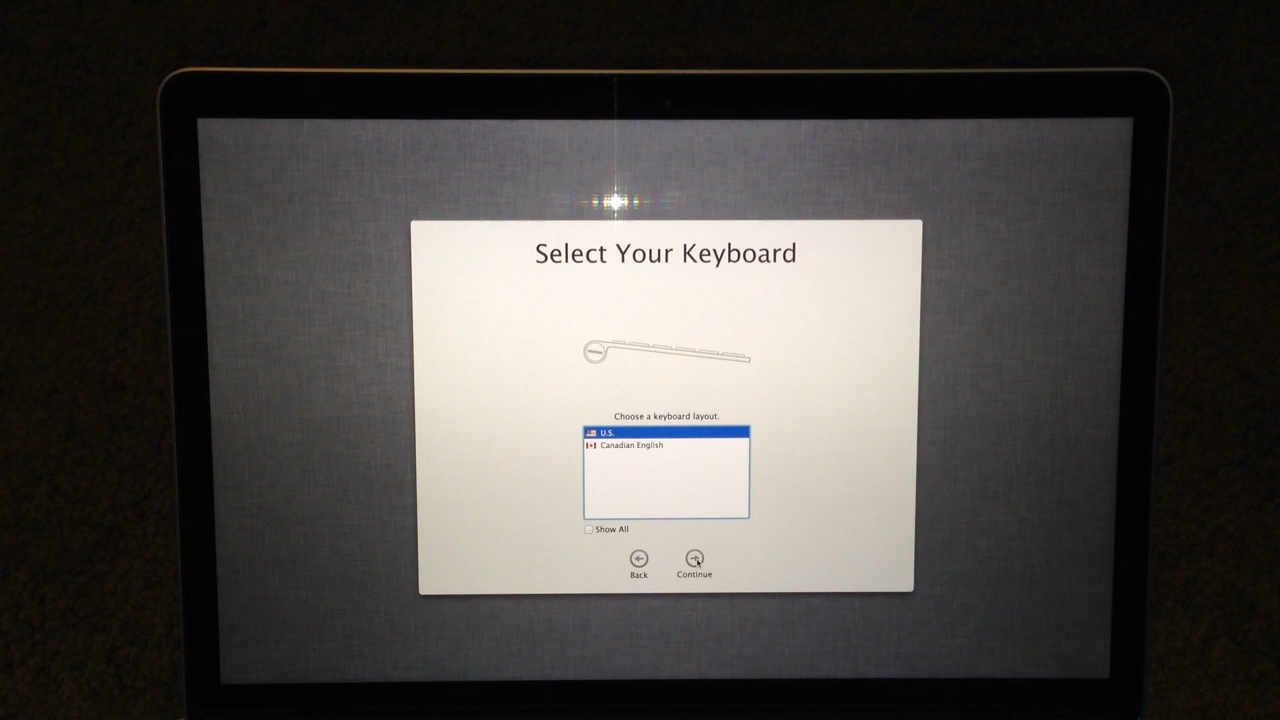 Select Your Keyboard
Choose a keyboard layout.
U.S.
Canadian English
Show All
Back
Continue